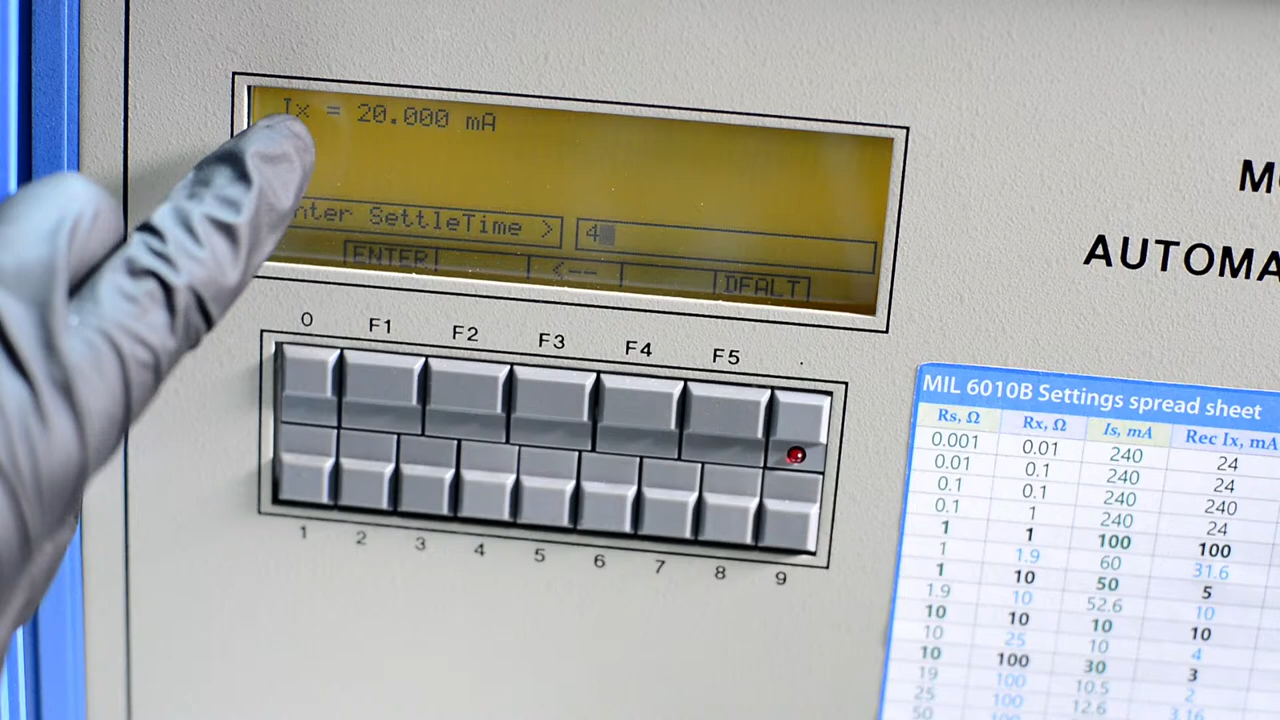 Ix = 20.000 mA
nter SettleTime > 4
ENTER <-- DFALT
0 F1 F2 F3 F4 F5 .
1 2 3 4 5 6 7 8 9
M
AUTOMA
MIL 6010B Settings spread sheet
Rs, Ω Rx, Ω Is, mA Rec Ix, mA
0.001 0.01 240 24
0.01 0.1 240 24
0.1 0.1 240 240
0.1 1 240 24
1 1 100 100
1 1.9 60 31.6
1 10 50 5
1.9 10 52.6 10
10 10 10 10
10 25 10 4
10 100 30 3
19 100 10.5 2
25 100 12.6 3.16
50